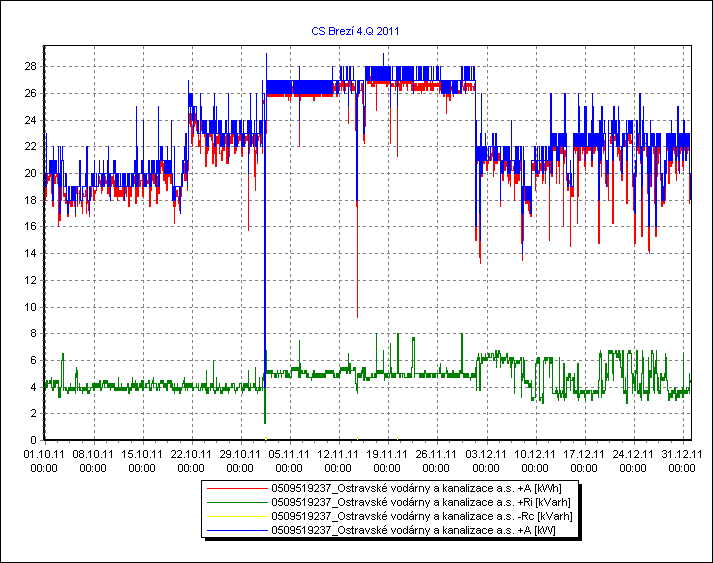 CS Brezí 4.Q 2011
28
26
24
22
20
18
16
14
12
10
8
6
4
2
0
01.10.11 08.10.11 15.10.11 22.10.11 29.10.11 05.11.11 12.11.11 19.11.11 26.11.11 03.12.11 10.12.11 17.12.11 24.12.11 31.12.11
00:00 00:00 00:00 00:00 00:00 00:00 00:00 00:00 00:00 00:00 00:00 00:00 00:00 00:00
0509519237_Ostravské vodárny a kanalizace a.s. +A [kWh]
0509519237_Ostravské vodárny a kanalizace a.s. +Ri [kVarh]
0509519237_Ostravské vodárny a kanalizace a.s. -Rc [kVarh]
0509519237_Ostravské vodárny a kanalizace a.s. +A [kW]